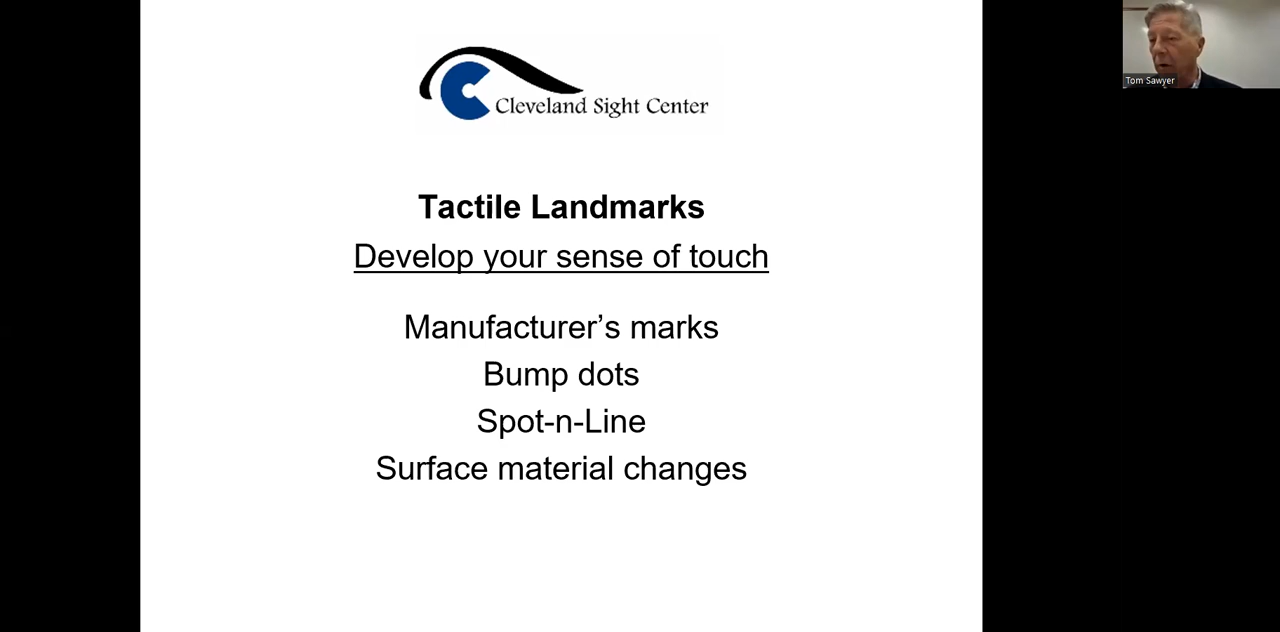 Cleveland Sight Center
Tom Sawyer
Tactile Landmarks
Develop your sense of touch
Manufacturer’s marks
Bump dots
Spot-n-Line
Surface material changes